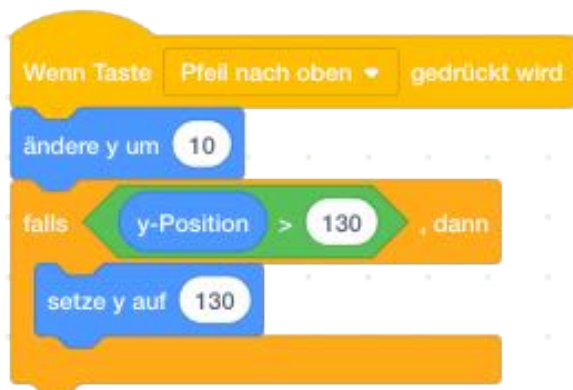 Wenn Taste Pfeil nach oben gedrückt wird
ändere y um 10
falls y-Position > 130 , dann
setze y auf 130